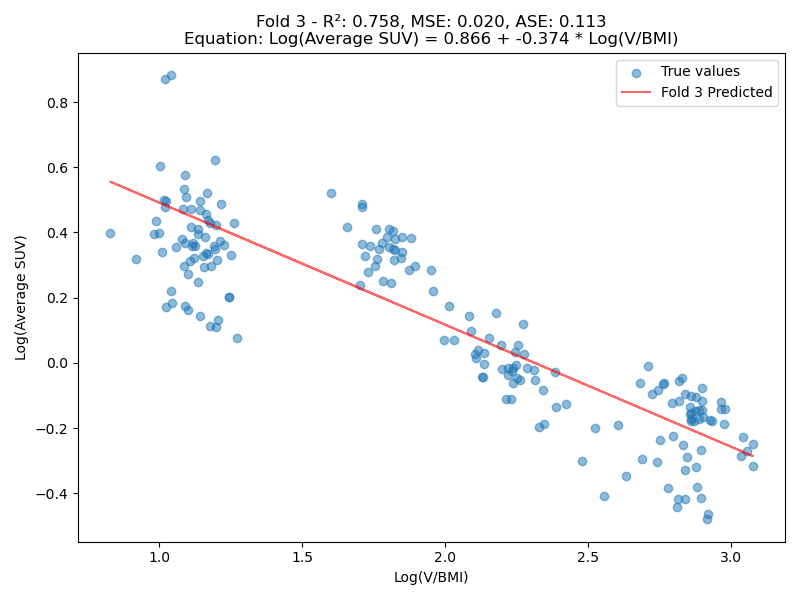 Fold 3 - R²: 0.758, MSE: 0.020, ASE: 0.113
Equation: Log(Average SUV) = 0.866 + -0.374 * Log(V/BMI)
True values
Fold 3 Predicted
Log(Average SUV)
0.8
0.6
0.4
0.2
0.0
−0.2
−0.4
1.0 1.5 2.0 2.5 3.0
Log(V/BMI)